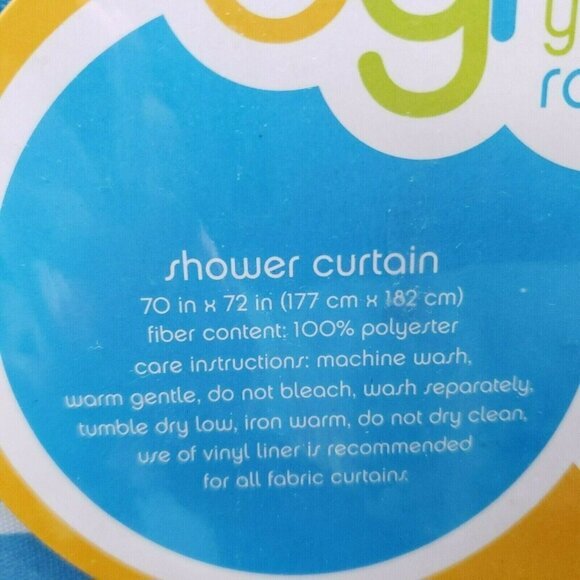 shower curtain
70 in x 72 in (177 cm x 182 cm)
fiber content: 100% polyester
care instructions: machine wash,
warm gentle, do not bleach, wash separately,
tumble dry low, iron warm, do not dry clean,
use of vinyl liner is recommended
for all fabric curtains.